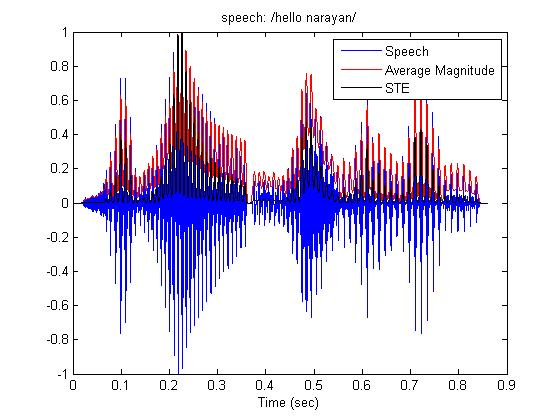 speech: /hello narayan/
Speech
Average Magnitude
STE
1
0.8
0.6
0.4
0.2
0
-0.2
-0.4
-0.6
-0.8
-1
0 0.1 0.2 0.3 0.4 0.5 0.6 0.7 0.8 0.9
Time (sec)